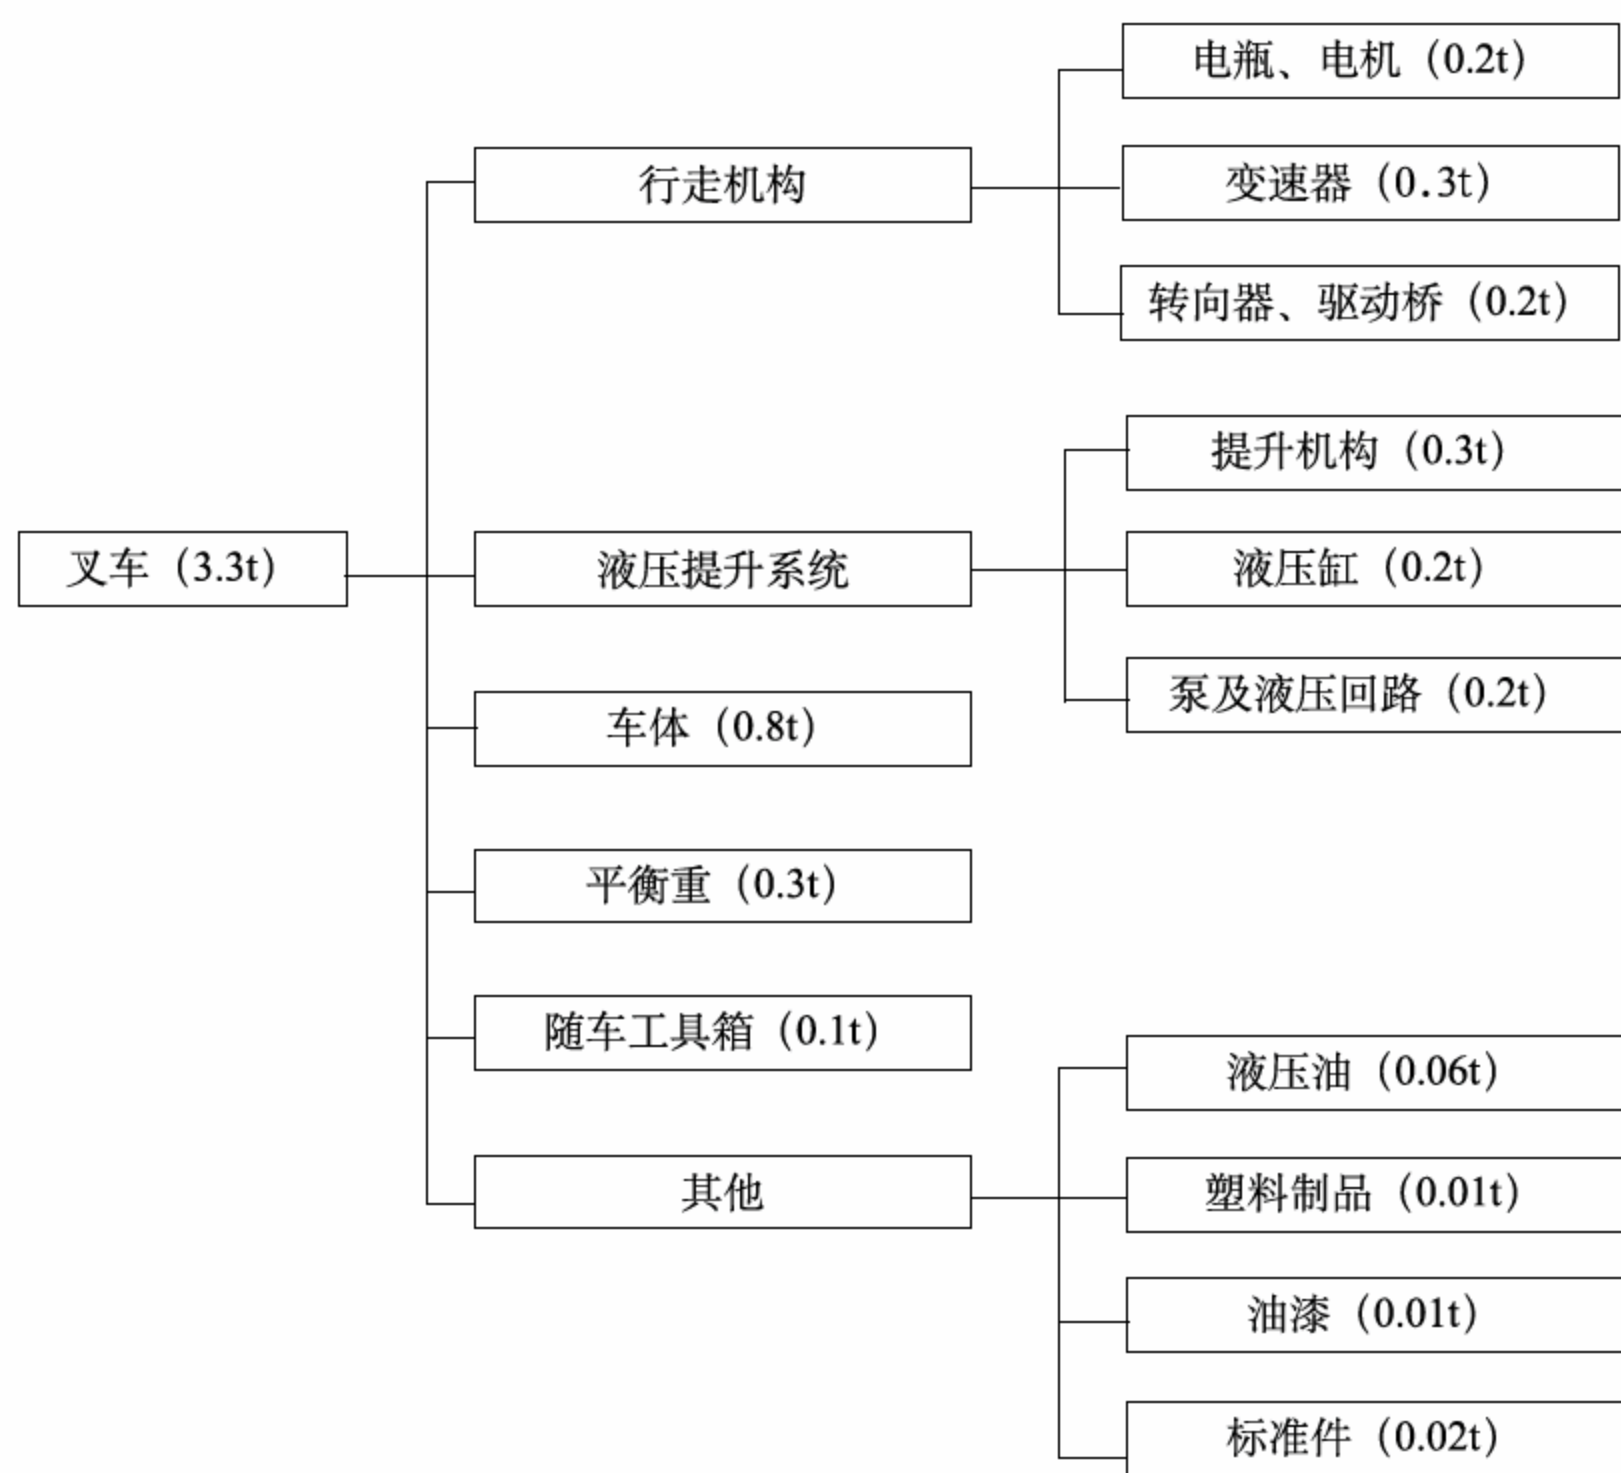 电瓶、电机（0.2t）
行走机构
变速器（0.3t）
转向器、驱动桥（0.2t）
提升机构（0.3t）
叉车（3.3t）
液压提升系统
液压缸（0.2t）
泵及液压回路（0.2t）
车体（0.8t）
平衡重（0.3t）
随车工具箱（0.1t）
液压油（0.06t）
其他
塑料制品（0.01t）
油漆（0.01t）
标准件（0.02t）